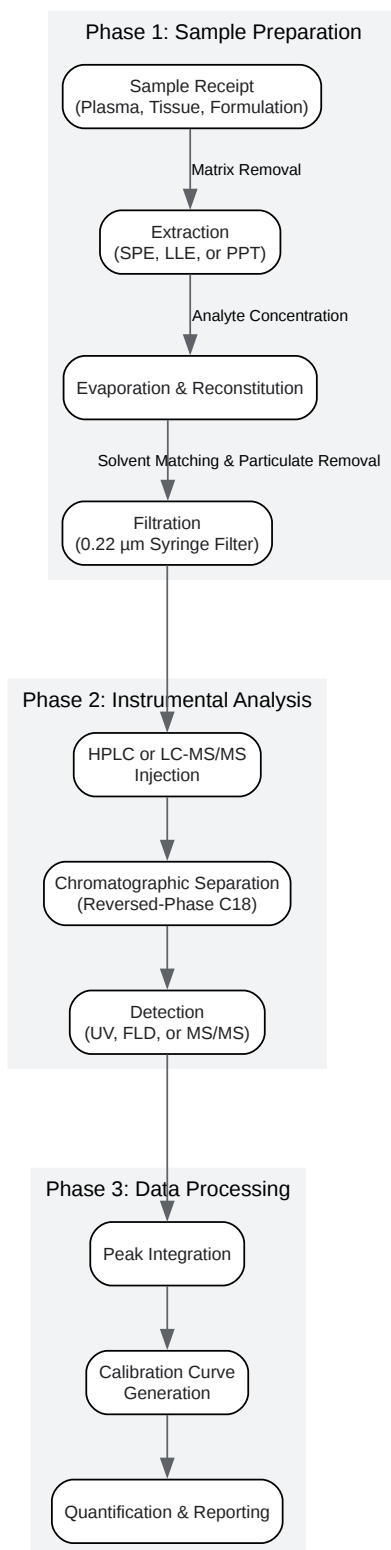 Phase 1: Sample Preparation
Sample Receipt
(Plasma, Tissue, Formulation)
Matrix Removal
Extraction
(SPE, LLE, or PPT)
Analyte Concentration
Evaporation & Reconstitution
Solvent Matching & Particulate Removal
Filtration
(0.22 µm Syringe Filter)
Phase 2: Instrumental Analysis
HPLC or LC-MS/MS
Injection
Chromatographic Separation
(Reversed-Phase C18)
Detection
(UV, FLD, or MS/MS)
Phase 3: Data Processing
Peak Integration
Calibration Curve
Generation
Quantification & Reporting